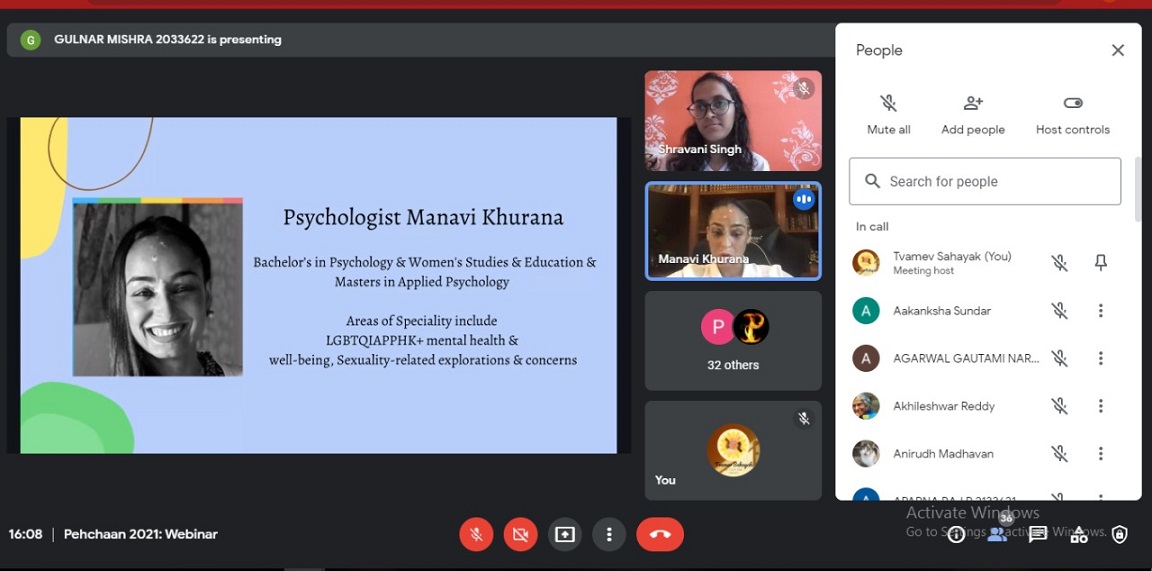 G
GULNAR MISHRA 2033622 is presenting
Psychologist Manavi Khurana
Bachelor's in Psychology & Women's Studies & Education &
Masters in Applied Psychology
Areas of Speciality include
LGBTQIAPPHK+ mental health &
well-being, Sexuality-related explorations & concerns
Shravani Singh
Manavi Khurana
P
32 others
You
People
Mute all
Add people
Host controls
Search for people
In call
Tvamev Sahayak (You)
Meeting host
A
Aakanksha Sundar
A
AGARWAL GAUTAMI NAR...
Akhileshwar Reddy
Anirudh Madhavan
16:08 | Pehchaan 2021: Webinar
36
Activate Windows
Go to Settings to activate Windows.